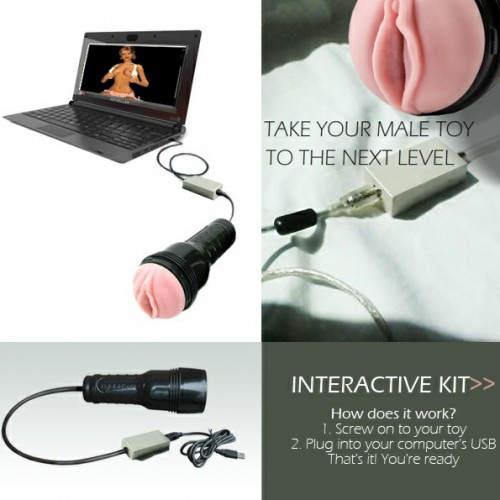 TAKE YOUR MALE TOY
TO THE NEXT LEVEL
INTERACTIVE KIT>>
How does it work?
1. Screw on to your toy
2. Plug into your computer's USB
That's it! You're ready